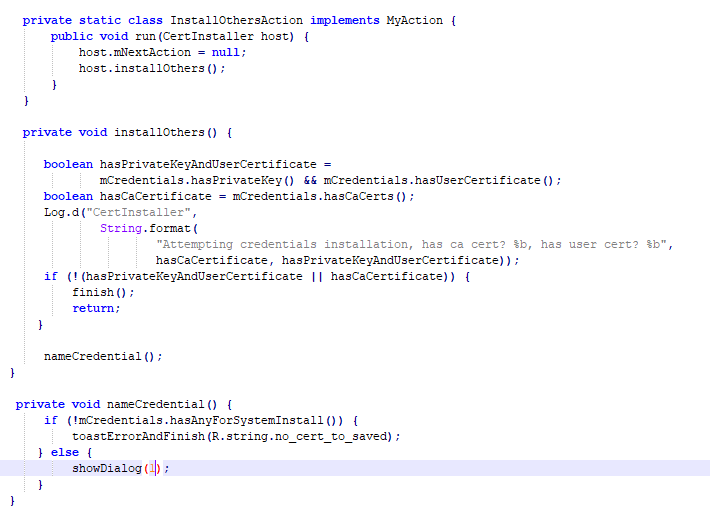 private static class InstallOthersAction implements MyAction {
public void run(CertInstaller host) {
host.mNextAction = null;
host.installOthers();
}
}
private void installOthers() {
boolean hasPrivateKeyAndUserCertificate =
mCredentials.hasPrivateKey() && mCredentials.hasUserCertificate();
boolean hasCaCertificate = mCredentials.hasCaCerts();
Log.d("CertInstaller",
String.format(
"Attempting credentials installation, has ca cert? %b, has user cert? %b",
hasCaCertificate, hasPrivateKeyAndUserCertificate));
if (!(hasPrivateKeyAndUserCertificate || hasCaCertificate)) {
finish();
return;
}
nameCredential();
}
private void nameCredential() {
if (!mCredentials.hasAnyForSystemInstall()) {
toastErrorAndFinish(R.string.no_cert_to_saved);
} else {
showDialog(1);
}
}